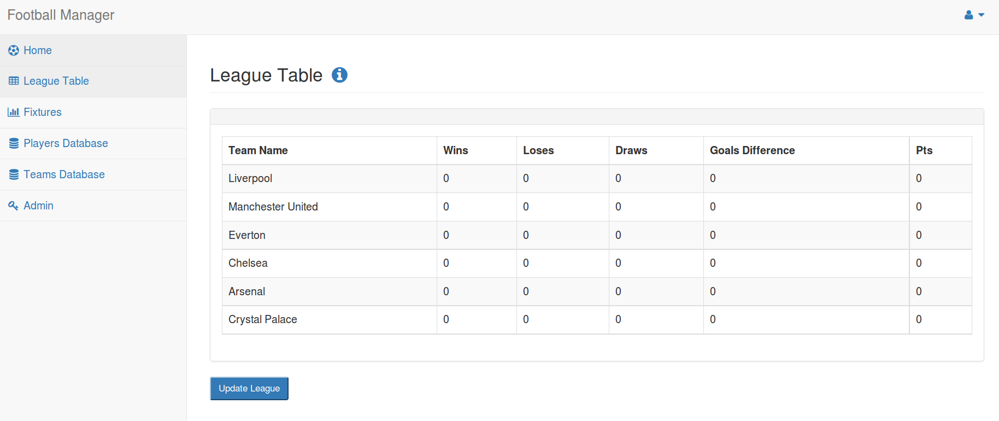 Football Manager
Home
League Table
Fixtures
Players Database
Teams Database
Admin
League Table
Team Name Wins Loses Draws Goals Difference Pts
Liverpool 0 0 0 0 0
Manchester United 0 0 0 0 0
Everton 0 0 0 0 0
Chelsea 0 0 0 0 0
Arsenal 0 0 0 0 0
Crystal Palace 0 0 0 0 0
Update League